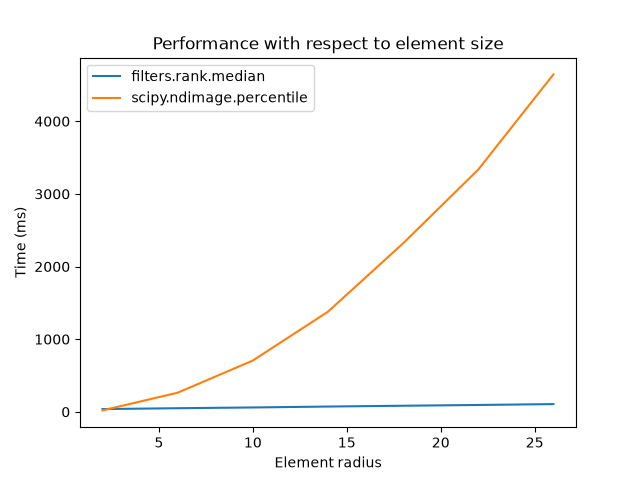 Performance with respect to element size
filters.rank.median
scipy.ndimage.percentile
4000
3000
2000
1000
0
Time (ms)
5 10 15 20 25
Element radius